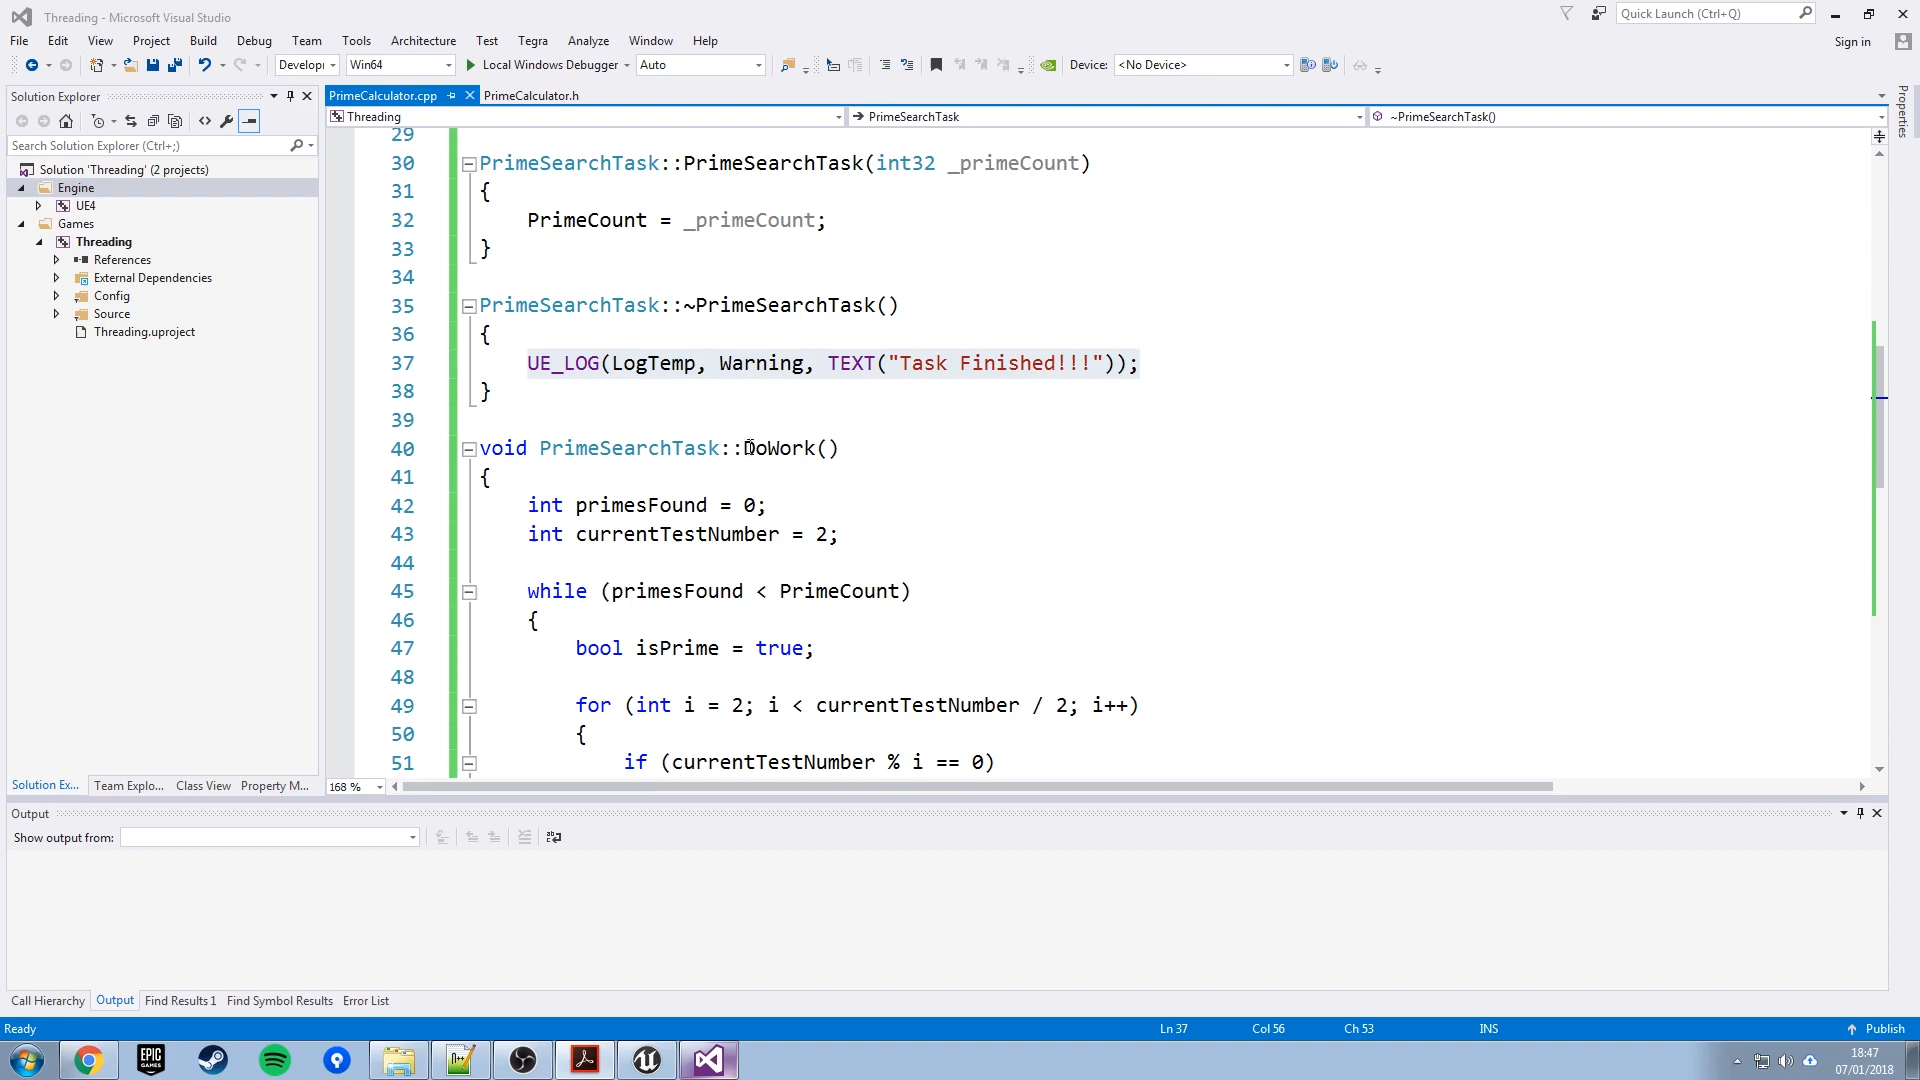 Threading - Microsoft Visual Studio
Quick Launch (Ctrl+Q)
File Edit View Project Build Debug Team Tools Architecture Test Tegra Analyze Window Help
Sign in
Develop Win64 Local Windows Debugger Auto Device: <No Device>
Solution Explorer
Search Solution Explorer (Ctrl+;)
Solution 'Threading' (2 projects)
Engine
UE4
Games
Threading
References
External Dependencies
Config
Source
Threading.uproject
Solution Ex... Team Explo... Class View Property M...
PrimeCalculator.cpp PrimeCalculator.h
Threading PrimeSearchTask ~PrimeSearchTask()
Properties
29
30 PrimeSearchTask::PrimeSearchTask(int32 _primeCount)
31 {
32 PrimeCount = _primeCount;
33 }
34
35 PrimeSearchTask::~PrimeSearchTask()
36 {
37 UE_LOG(LogTemp, Warning, TEXT("Task Finished!!!"));
38 }
39
40 void PrimeSearchTask::DoWork()
41 {
42 int primesFound = 0;
43 int currentTestNumber = 2;
44
45 while (primesFound < PrimeCount)
46 {
47 bool isPrime = true;
48
49 for (int i = 2; i < currentTestNumber / 2; i++)
50 {
51 if (currentTestNumber % i == 0)
168 %
Output
Show output from:
Call Hierarchy Output Find Results 1 Find Symbol Results Error List
Ready Ln 37 Col 56 Ch 53 INS Publish
EPIC
GAMES
18:47
07/01/2018